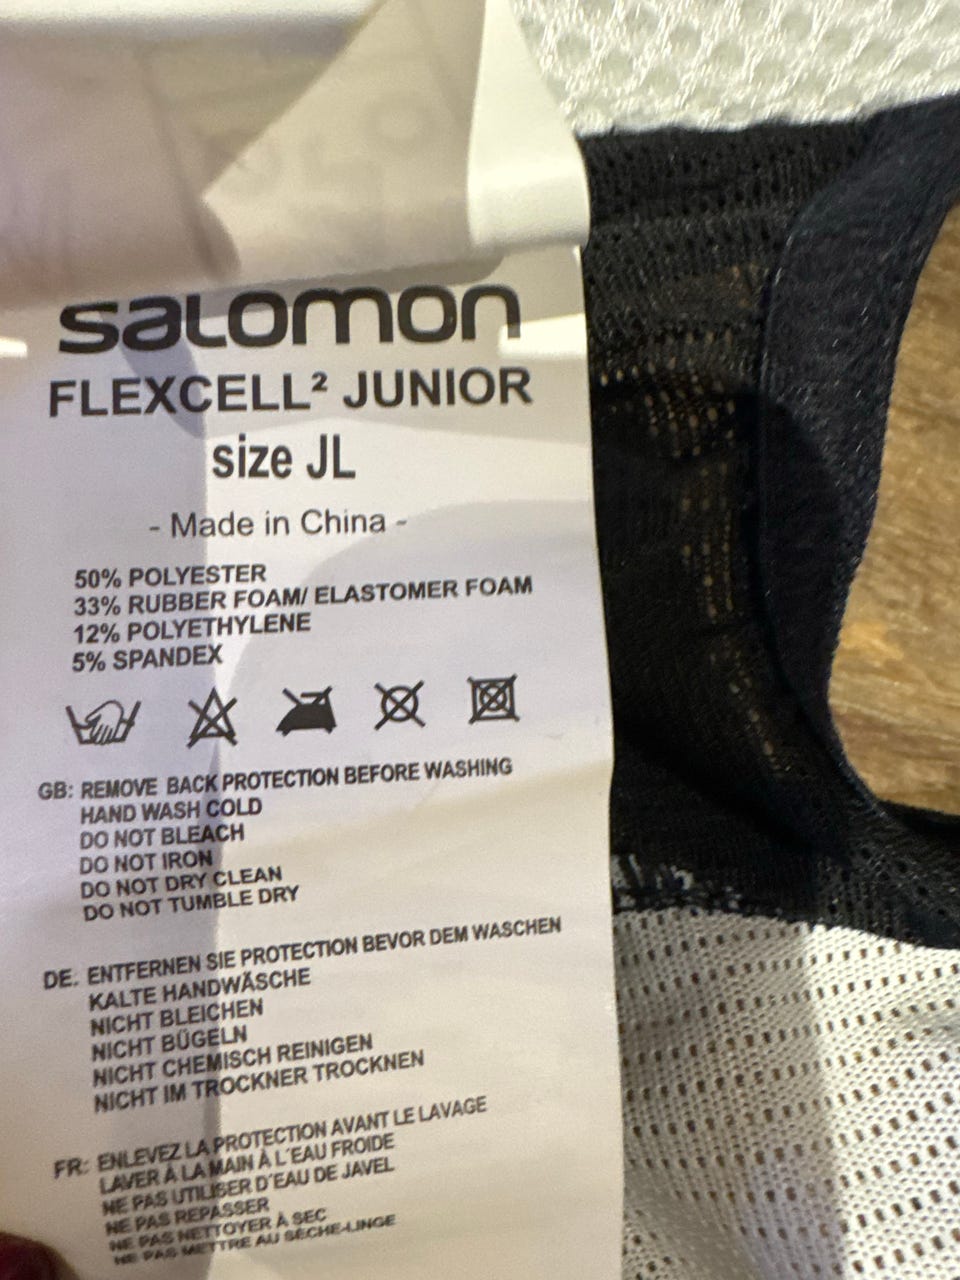 salomon
FLEXCELL² JUNIOR
size JL
- Made in China -
50% POLYESTER
33% RUBBER FOAM/ ELASTOMER FOAM
12% POLYETHYLENE
5% SPANDEX
GB: REMOVE BACK PROTECTION BEFORE WASHING
HAND WASH COLD
DO NOT BLEACH
DO NOT IRON
DO NOT DRY CLEAN
DO NOT TUMBLE DRY
DE: ENTFERNEN SIE PROTECTION BEVOR DEM WASCHEN
KALTE HANDWÄSCHE
NICHT BLEICHEN
NICHT BÜGELN
NICHT CHEMISCH REINIGEN
NICHT IM TROCKNER TROCKNEN
FR: ENLEVEZ LA PROTECTION AVANT LE LAVAGE
LAVER À LA MAIN À L'EAU FROIDE
NE PAS UTILISER D'EAU DE JAVEL
NE PAS REPASSER
NE PAS NETTOYER À SEC
NE PAS METTRE AU SÈCHE-LINGE